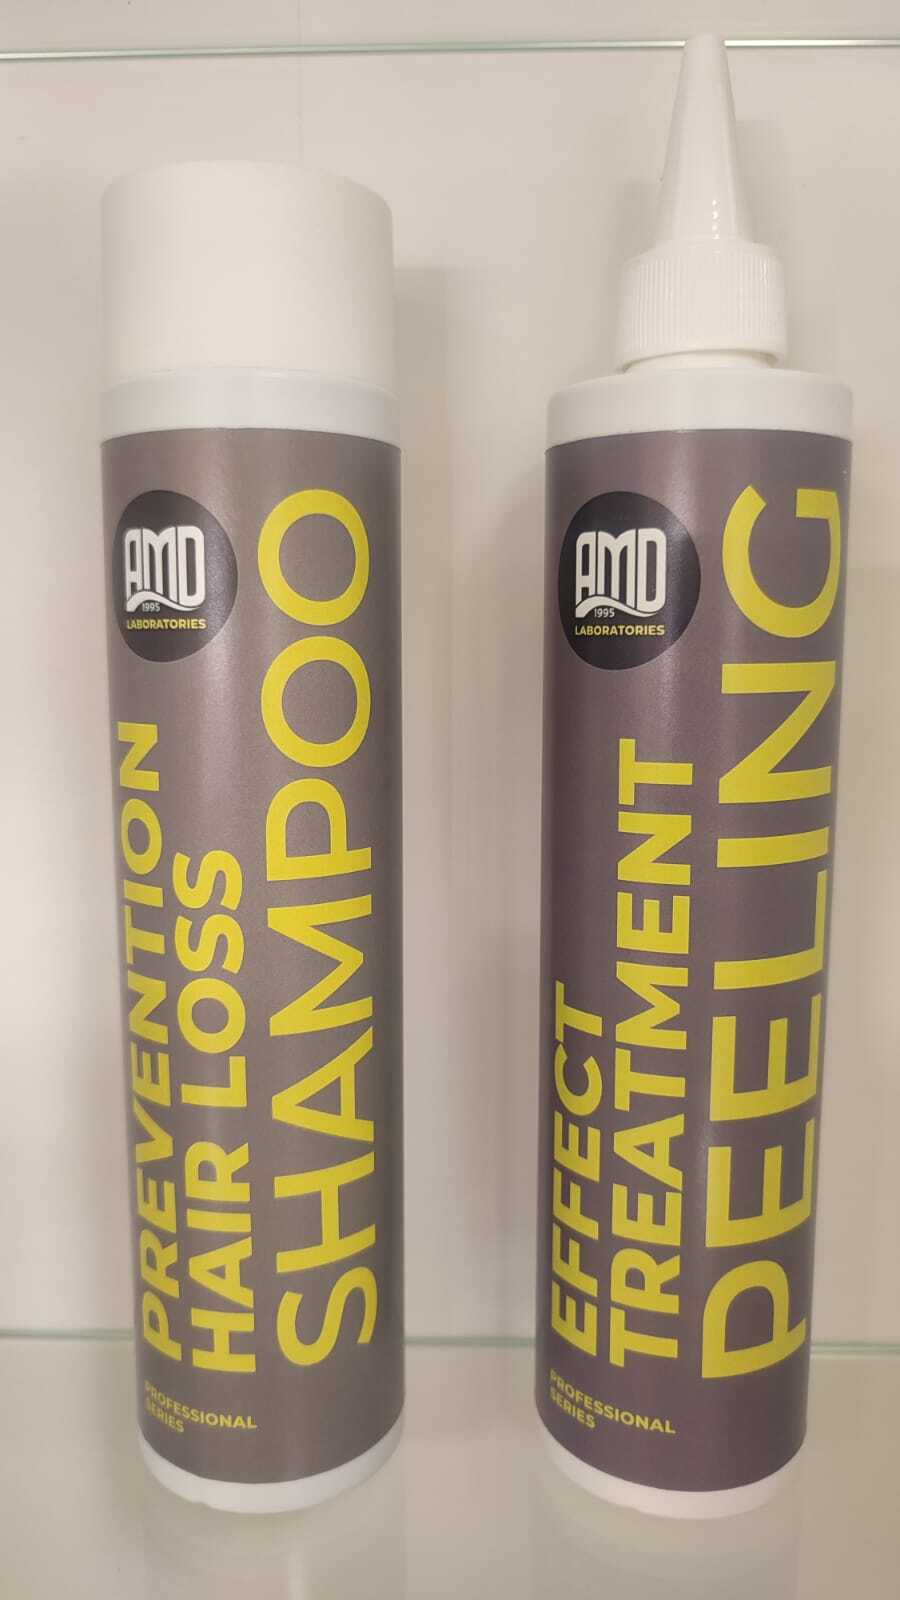 AMD
1995
LABORATORIES
PREVENTION
HAIR LOSS
SHAMPOO
PROFESSIONAL
SERIES
AMD
1995
LABORATORIES
EFFECT
TREATMENT
PEELING
PROFESSIONAL
SERIES